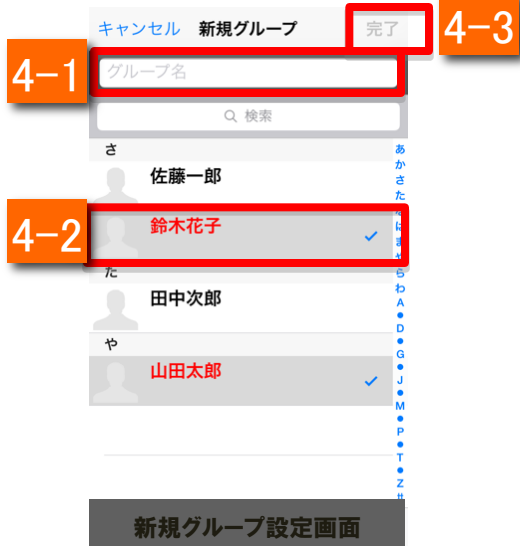 キャンセル 新規グループ 完了 4-3
4-1 グループ名
検索
さ
佐藤一郎
4-2 鈴木花子
た
田中次郎
や
山田太郎
あ
か
さ
た
な
は
ま
や
ら
わ
A
D
G
J
M
P
T
Z
#
新規グループ設定画面